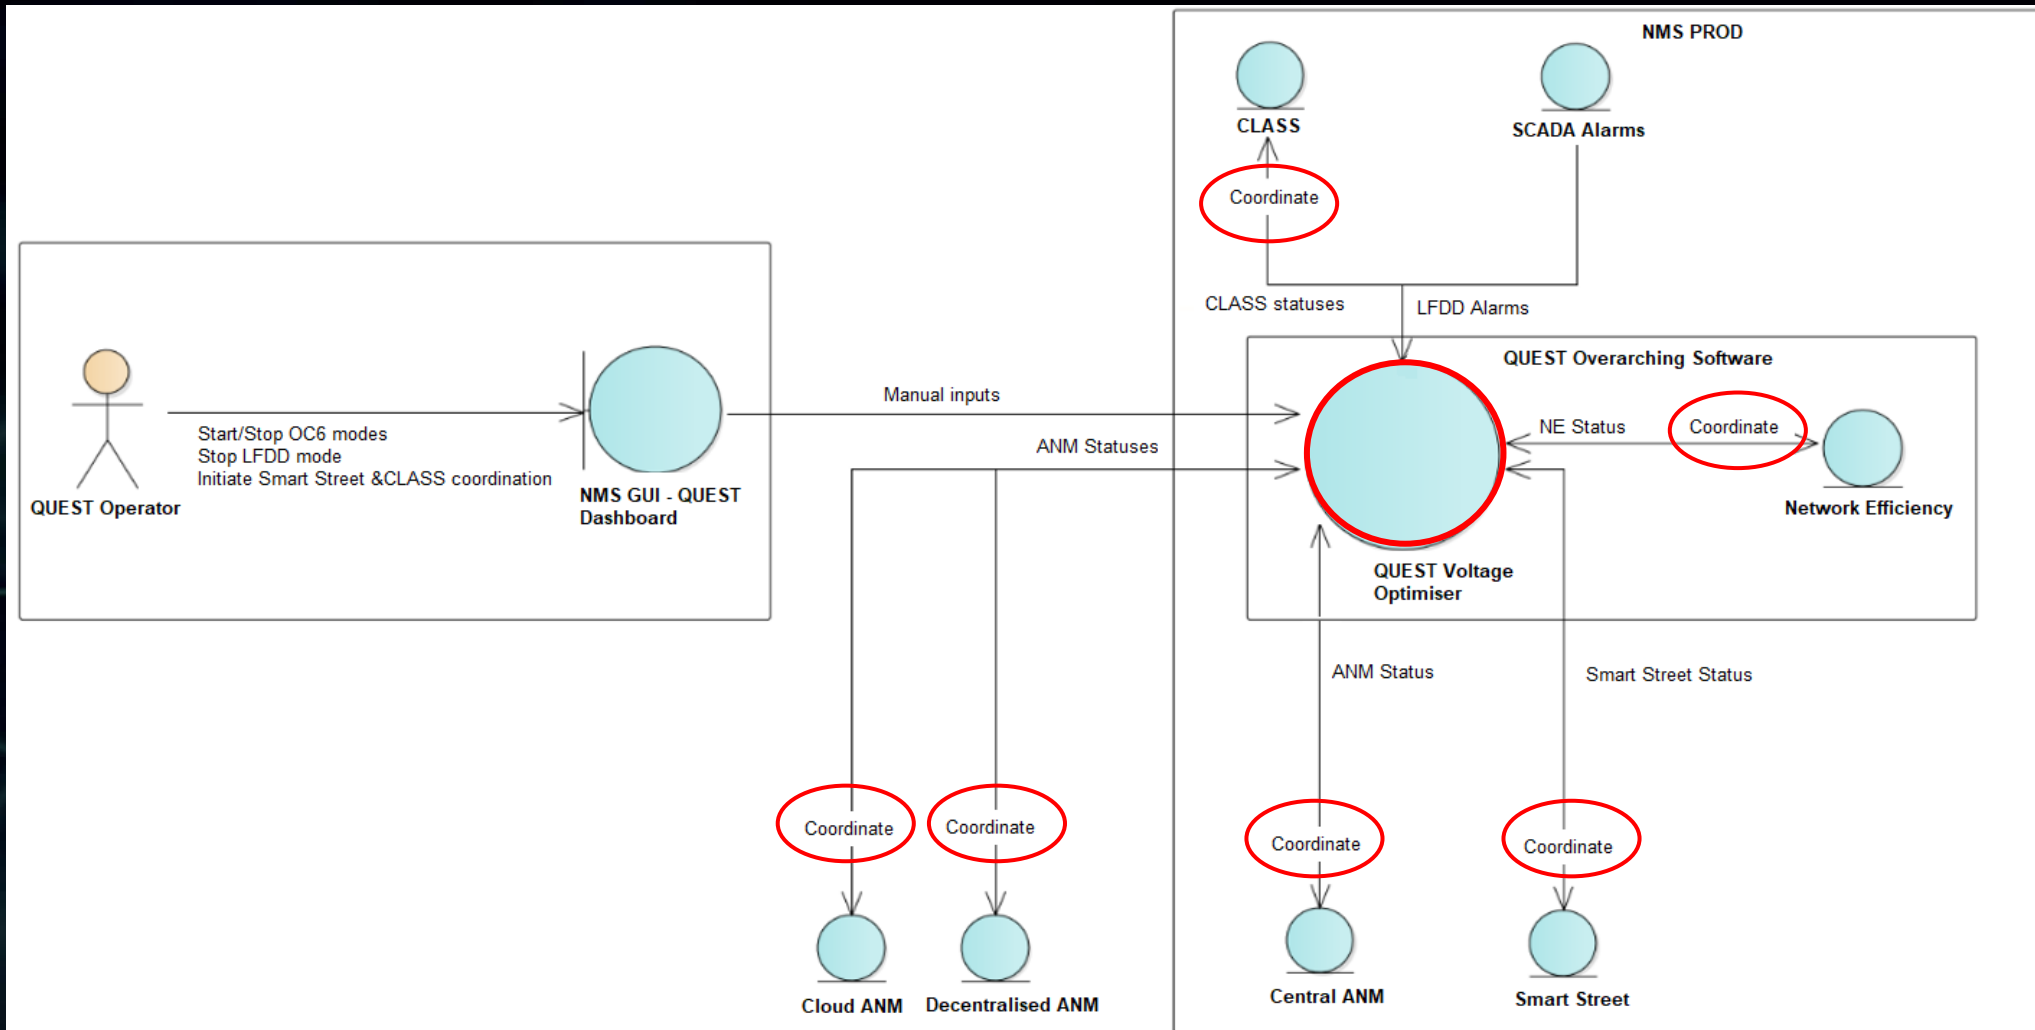 NMS PROD
CLASS
SCADA Alarms
Coordinate
CLASS statuses
LFDD Alarms
QUEST Overarching Software
Manual inputs
NE Status
Coordinate
Start/Stop OC6 modes
Stop LFDD mode
Initiate Smart Street &CLASS coordination
ANM Statuses
QUEST Operator
NMS GUI - QUEST
Dashboard
Network Efficiency
QUEST Voltage
Optimiser
ANM Status
Smart Street Status
Coordinate
Coordinate
Coordinate
Coordinate
Cloud ANM
Decentralised ANM
Central ANM
Smart Street